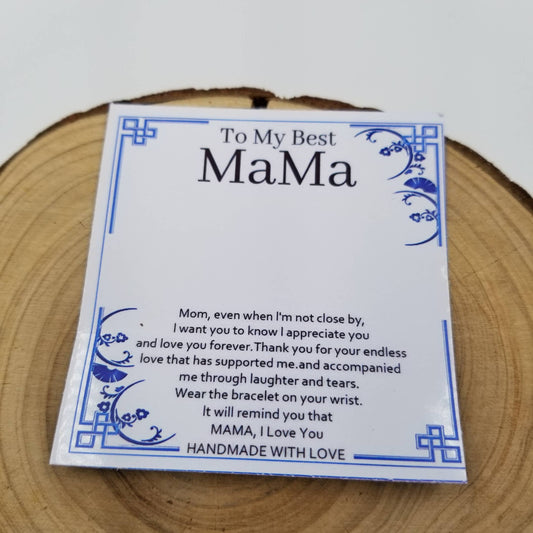 To My Best
MaMa
Mom, even when I'm not close by,
I want you to know I appreciate you
and love you forever.Thank you for your endless
love that has supported me.and accompanied
me through laughter and tears.
Wear the bracelet on your wrist.
It will remind you that
MAMA, I Love You
HANDMADE WITH LOVE